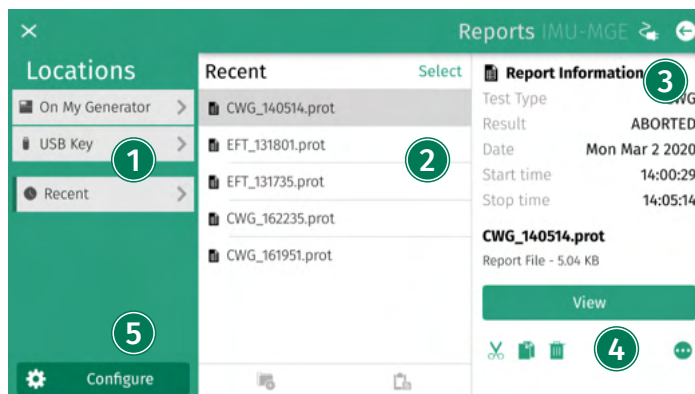 Reports IMU-MGE
Locations
On My Generator
USB Key
1
Recent
5
Configure
Recent Select
CWG_140514.prot
EFT_131801.prot
2
EFT_131735.prot
CWG_162235.prot
CWG_161951.prot
Report Information
3
Test Type
Result ABORTED
Date Mon Mar 2 2020
Start time 14:00:29
Stop time 14:05:14
CWG_140514.prot
Report File - 5.04 KB
View
4